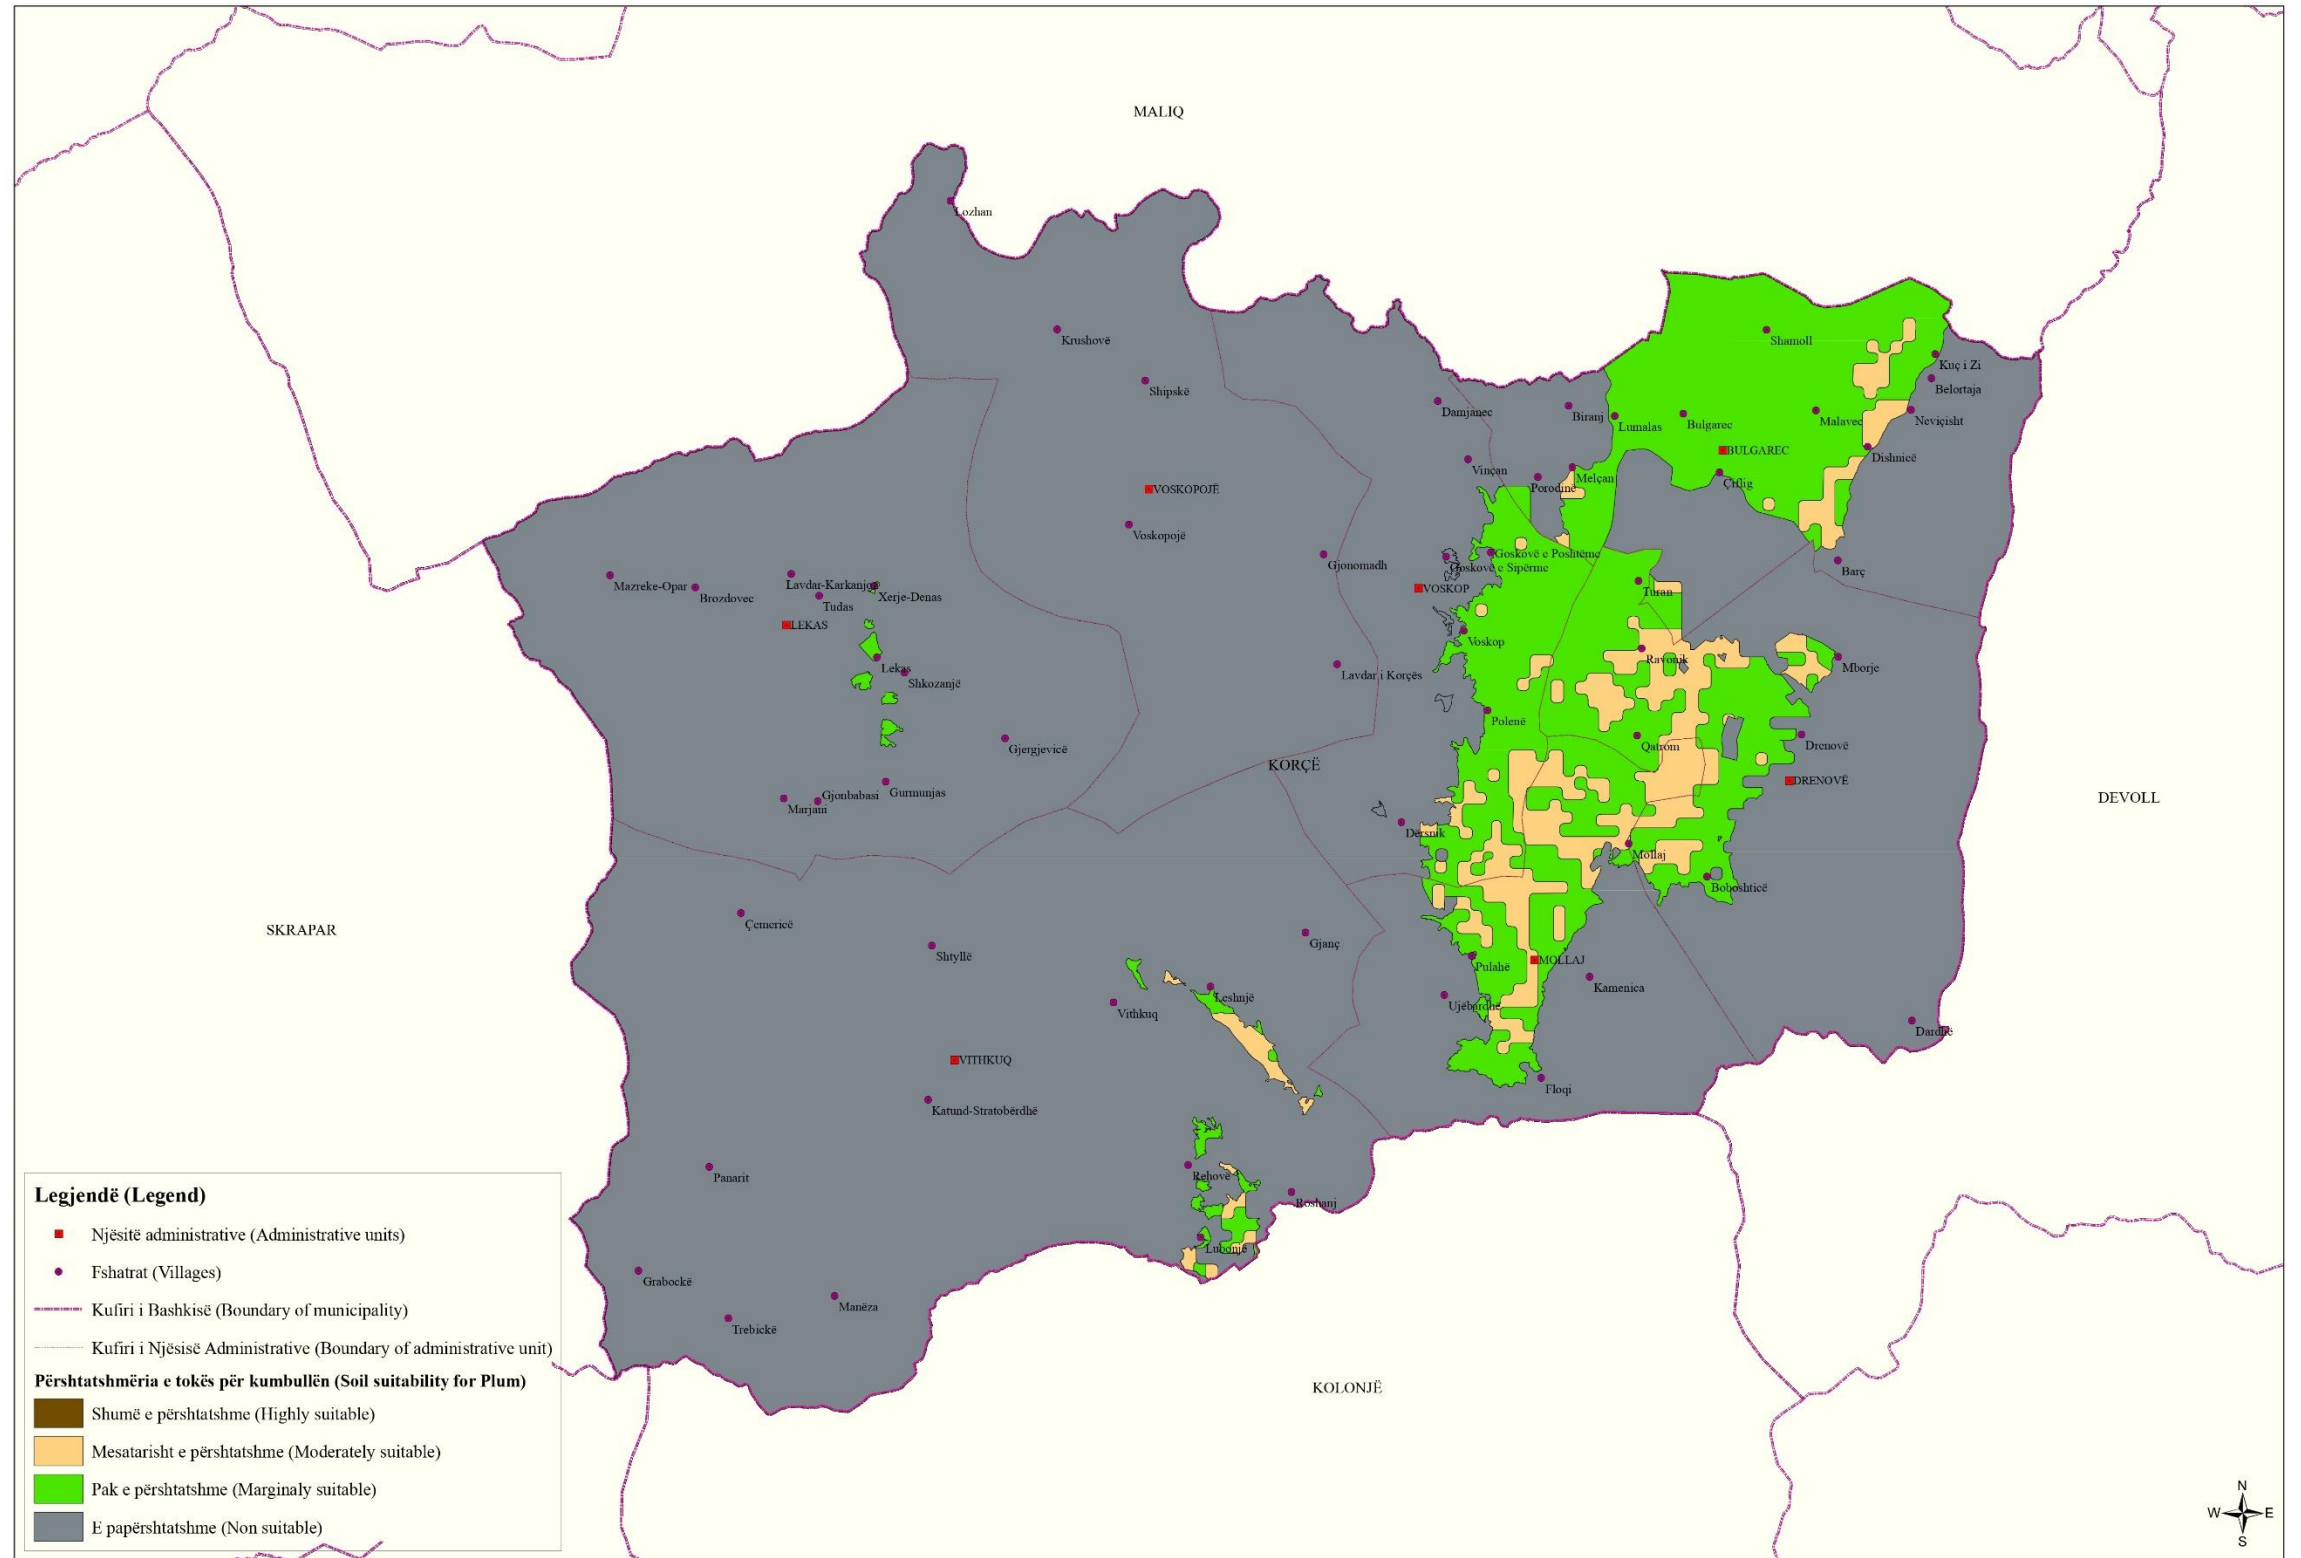 MALIQ
Lozhan
Krushovë
Shamoll
Kuç i Zi
Shipskë
Belortaja
Damjanec
Biranj
Lumalas
Bulgarec
Malavec
Neviçisht
BULGAREC
Dishnicë
Vinçan
Melçan
Porodinë
Çiflig
VOSKOPOJË
Voskopojë
Goskovë e Poshtëme
Gjonomadh
Goskovë e Sipërme
Barç
Mazreke-Opar
Brozdovec
Lavdar-Karkanjoz
Xerje-Denas
Tudas
VOSKOP
Turan
LEKAS
Voskop
Lekas
Shkozanjë
Lavdar i Korçës
Ravonik
Mborje
Polenë
Gjergjevicë
Qatrom
Drenovë
KORÇË
DRENOVË
DEVOLL
Gurmunjas
Gjonbabasi
Marjani
Dërsnik
Mollaj
Boboshticë
SKRAPAR
Çemericë
Shtyllë
Gjanç
Pulahë
MOLLAJ
Kamenica
Leshnjë
Vithkuq
Ujëbardhë
Dardhë
VITHKUQ
Floqi
Katund-Stratobërdhë
Panarit
Rehovë
Roshanj
Lubonjë
Grabockë
Manëza
Trebickë
KOLONJË
Legjendë (Legend)
Njësitë administrative (Administrative units)
Fshatrat (Villages)
Kufiri i Bashkisë (Boundary of municipality)
Kufiri i Njësisë Administrative (Boundary of administrative unit)
Përshtatshmëria e tokës për kumbullën (Soil suitability for Plum)
Shumë e përshtatshme (Highly suitable)
Mesatarisht e përshtatshme (Moderately suitable)
Pak e përshtatshme (Marginaly suitable)
E papërshtatshme (Non suitable)
N
W E
S